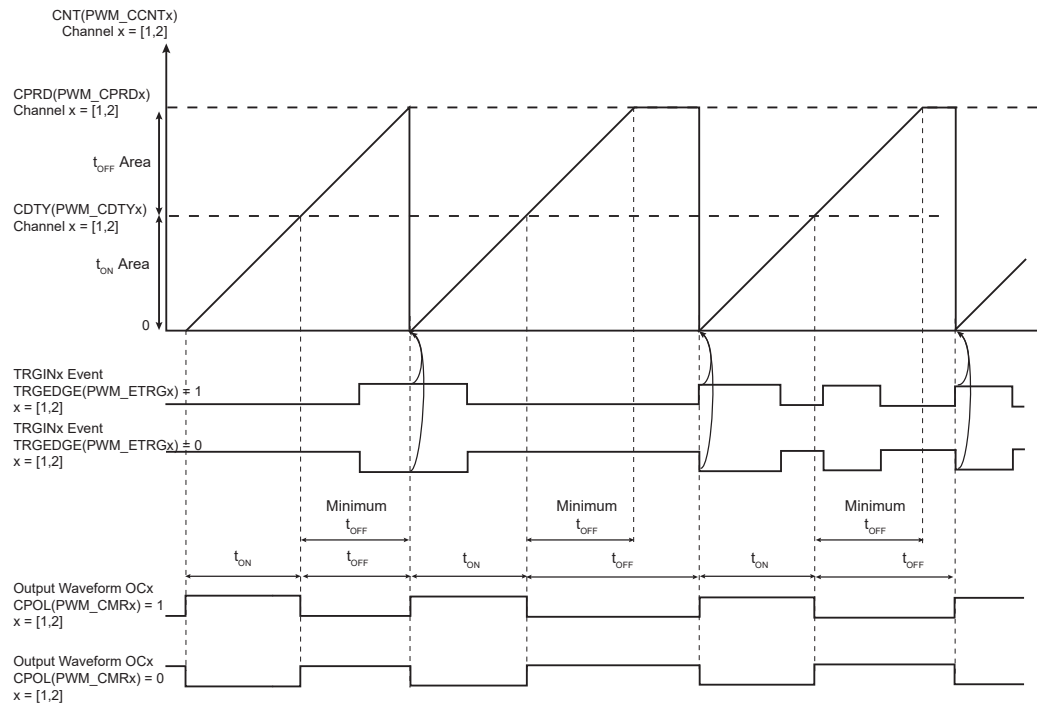 CNT(PWM_CCNTx)
Channel x = [1,2]
CPRD(PWM_CPRDx)
Channel x = [1,2]
tOFF Area
CDTY(PWM_CDTYx)
Channel x = [1,2]
tON Area
0
TRGINx Event
TRGEDGE(PWM_ETRGx) = 1
x = [1,2]
TRGINx Event
TRGEDGE(PWM_ETRGx) = 0
x = [1,2]
Minimum
tOFF
Minimum
tOFF
Minimum
tOFF
tON
tOFF
tON
tOFF
tON
tOFF
Output Waveform OCx
CPOL(PWM_CMRx) = 1
x = [1,2]
Output Waveform OCx
CPOL(PWM_CMRx) = 0
x = [1,2]